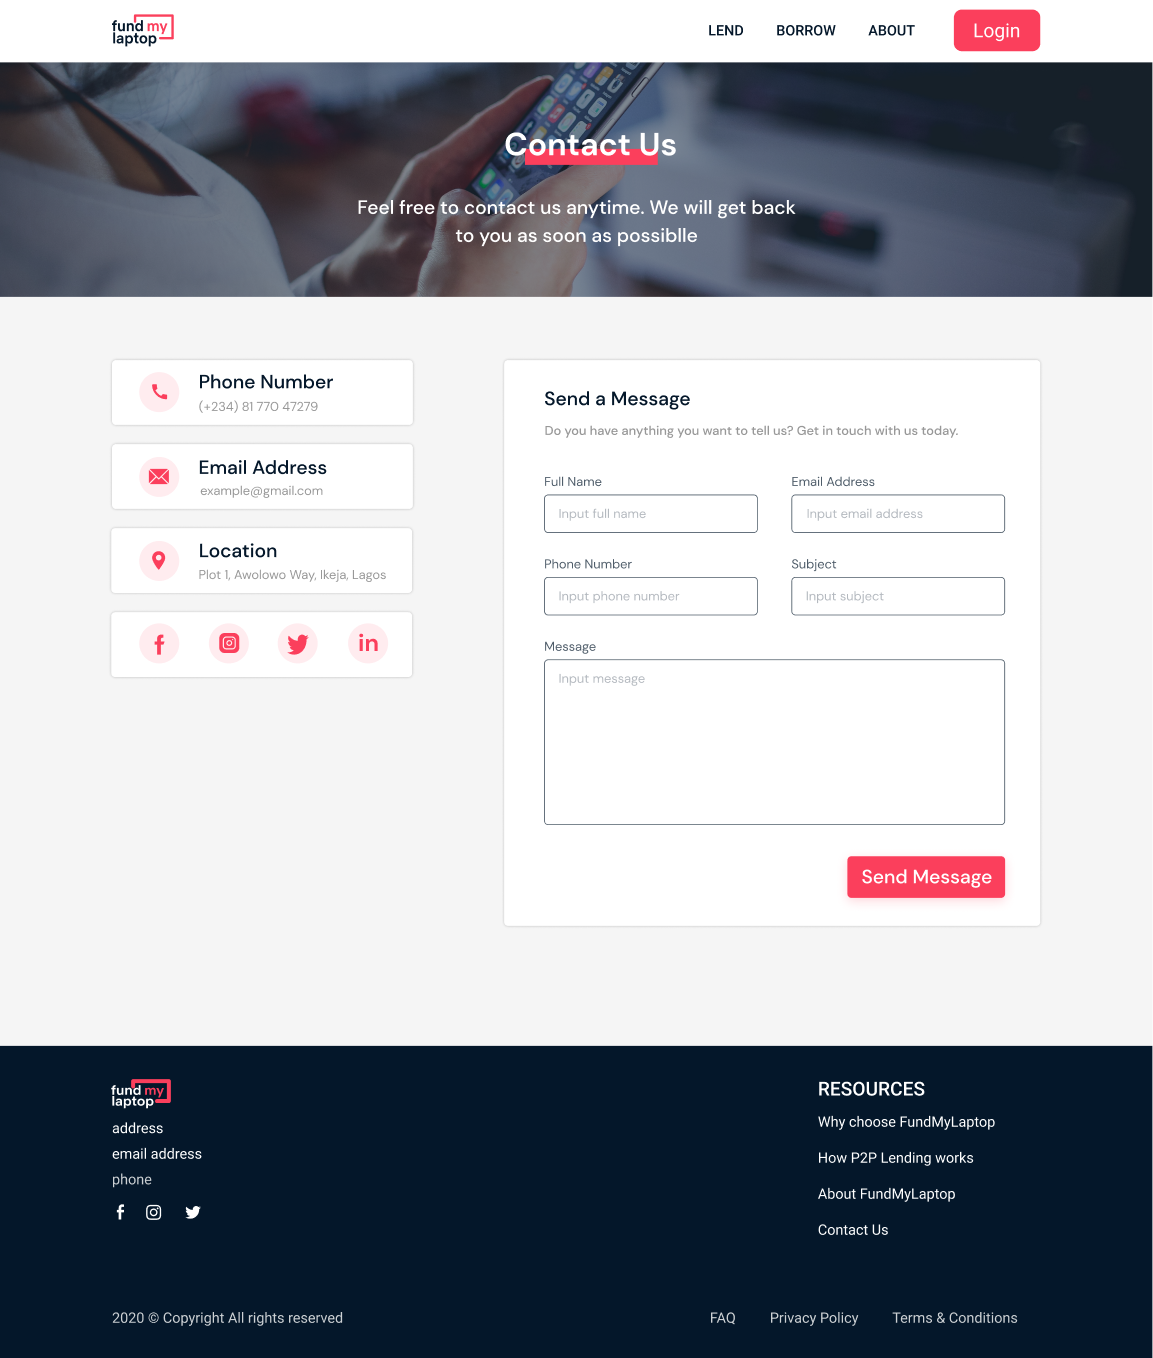 fund my
laptop
LEND BORROW ABOUT Login
Contact Us
Feel free to contact us anytime. We will get back
to you as soon as possiblle
Phone Number
(+234) 81 770 47279
Email Address
example@gmail.com
Location
Plot 1, Awolowo Way, Ikeja, Lagos
in
Send a Message
Do you have anything you want to tell us? Get in touch with us today.
Full Name Email Address
Input full name Input email address
Phone Number Subject
Input phone number Input subject
Message
Input message
Send Message
fund my
laptop
address
email address
phone
RESOURCES
Why choose FundMyLaptop
How P2P Lending works
About FundMyLaptop
Contact Us
2020 © Copyright All rights reserved FAQ Privacy Policy Terms & Conditions